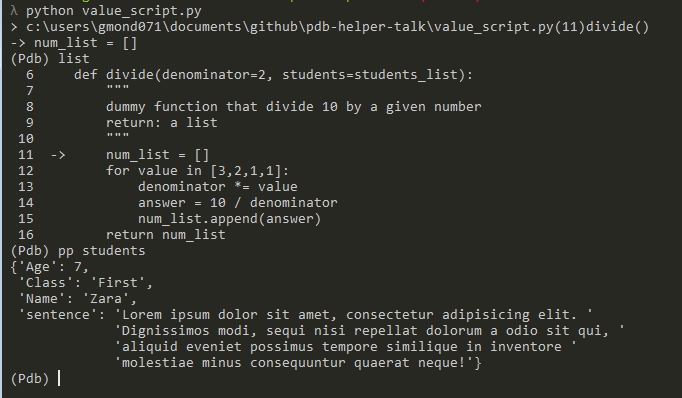 λ python value_script.py
> c:\users\gmond071\documents\github\pdb-helper-talk\value_script.py(11)divide()
-> num_list = []
(Pdb) list
  6     def divide(denominator=2, students=students_list):
  7         """
  8         dummy function that divide 10 by a given number
  9         return: a list
 10         """
 11  ->     num_list = []
 12         for value in [3,2,1,1]:
 13             denominator *= value
 14             answer = 10 / denominator
 15             num_list.append(answer)
 16         return num_list
(Pdb) pp students
{'Age': 7,
 'Class': 'First',
 'Name': 'Zara',
 'sentence': 'Lorem ipsum dolor sit amet, consectetur adipisicing elit. '
             'Dignissimos modi, sequi nisi repellat dolorum a odio sit qui, '
             'aliquid eveniet possimus tempore similique in inventore '
             'molestiae minus consequuntur quaerat neque!'}
(Pdb)